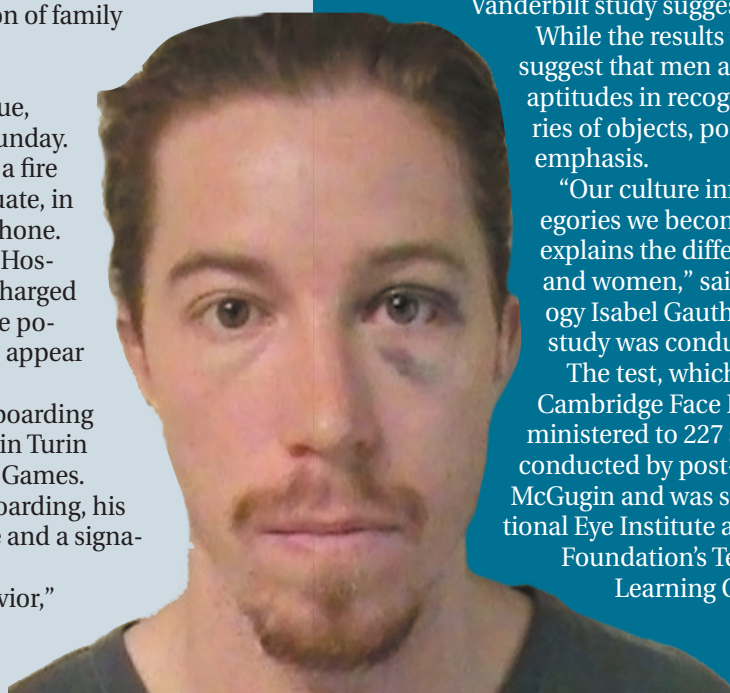 on of family
ue,
unday.
a fire
uate, in
hone.
Hos-
harged
e po-
appear
boarding
in Turin
Games.
oarding, his
e and a signa-
vior,”
Vanderbilt study sugges
While the results
suggest that men a
aptitudes in recog
ries of objects, po
emphasis.
“Our culture in
egories we becom
explains the diffe
and women,” sai
ogy Isabel Gauth
study was condu
The test, which
Cambridge Face
ministered to 227
conducted by post-
McGugin and was s
tional Eye Institute a
Foundation’s Te
Learning